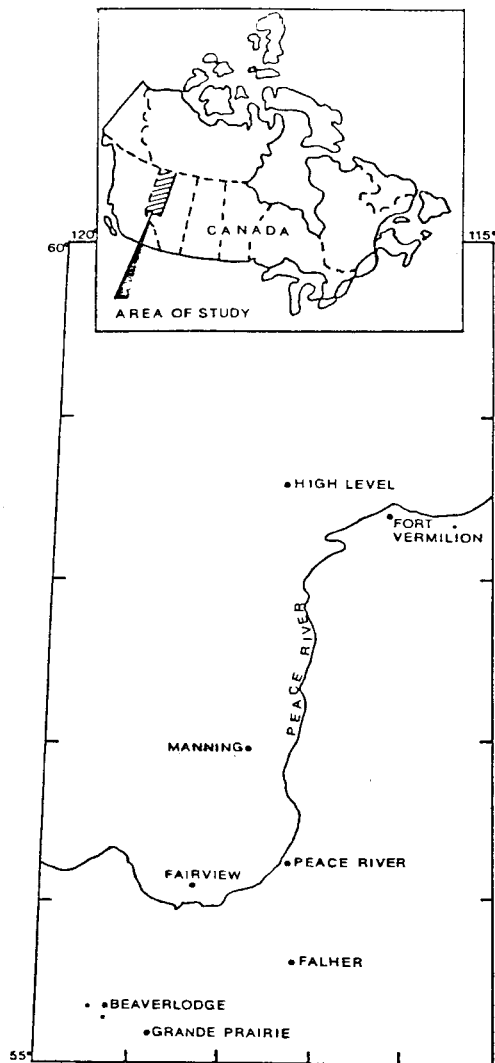 CANADA
AREA OF STUDY
60°
120°
115°
HIGH LEVEL
FORT
VERMILION
PEACE RIVER
MANNING
PEACE RIVER
FAIRVIEW
FALHER
BEAVERLODGE
GRANDE PRAIRIE
55°